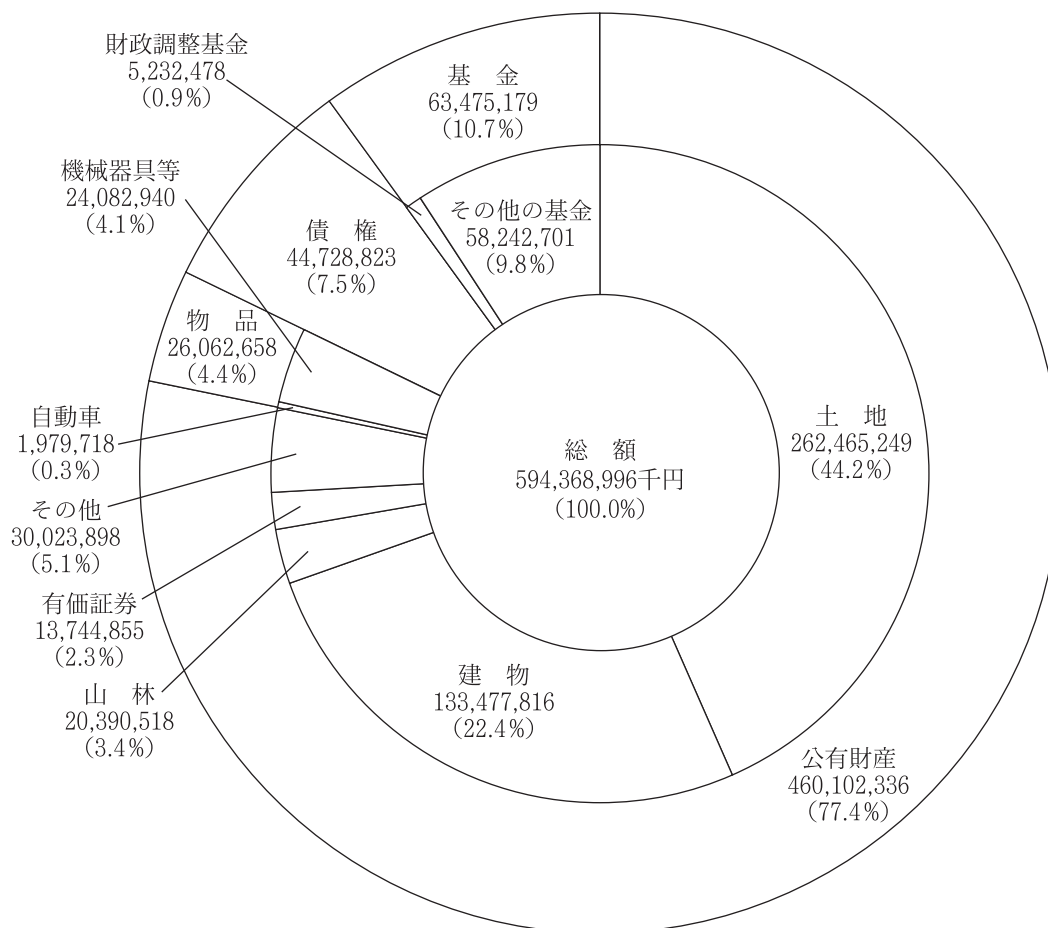 財政調整基金
5,232,478
(0.9%)
基　金
63,475,179
(10.7%)
機械器具等
24,082,940
(4.1%)
債　権
44,728,823
(7.5%)
その他の基金
58,242,701
(9.8%)
物　品
26,062,658
(4.4%)
自動車
1,979,718
(0.3%)
土　地
262,465,249
(44.2%)
総　額
594,368,996千円
(100.0%)
その他
30,023,898
(5.1%)
有価証券
13,744,855
(2.3%)
山　林
20,390,518
(3.4%)
建　物
133,477,816
(22.4%)
公有財産
460,102,336
(77.4%)